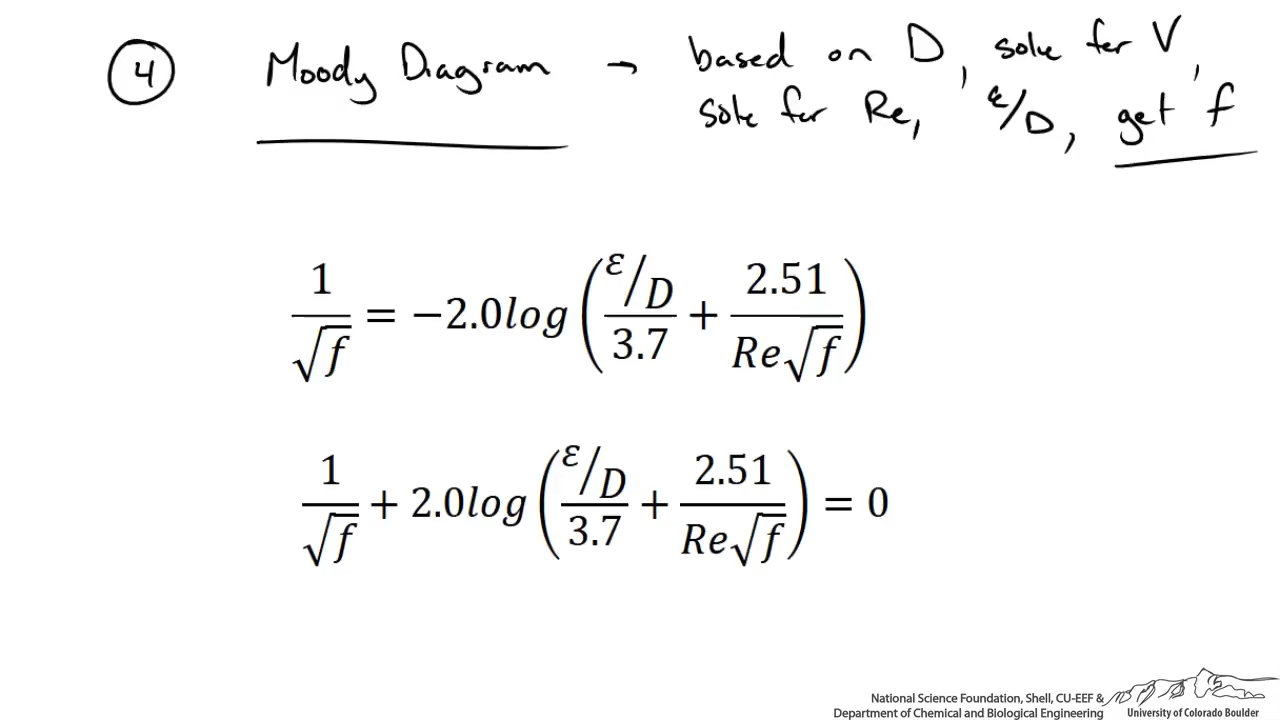 ④ Moody Diagram → based on D, solve for V,
solve for Re, ε/D, get f
1/√f = −2.0log((ε/D)/3.7 + 2.51/(Re√f))
1/√f + 2.0log((ε/D)/3.7 + 2.51/(Re√f)) = 0
National Science Foundation, Shell, CU-EEF &
Department of Chemical and Biological Engineering
University of Colorado Boulder